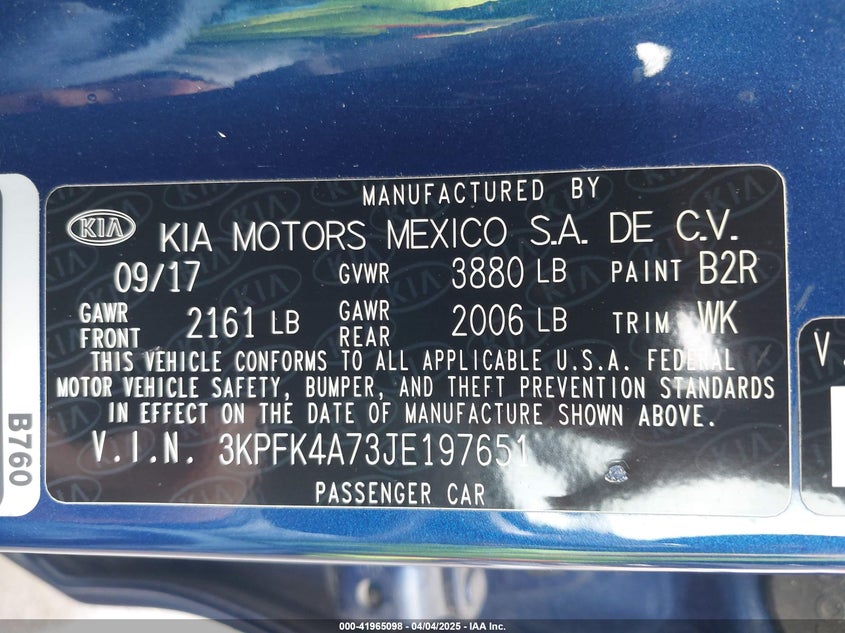 MANUFACTURED BY
KIA KIA MOTORS MEXICO S.A. DE C.V.
09/17 GVWR 3880 LB PAINT B2R
GAWR FRONT 2161 LB GAWR REAR 2006 LB TRIM WK
THIS VEHICLE CONFORMS TO ALL APPLICABLE U.S.A. FEDERAL
MOTOR VEHICLE SAFETY, BUMPER, AND THEFT PREVENTION STANDARDS
IN EFFECT ON THE DATE OF MANUFACTURE SHOWN ABOVE.
V.I.N. 3KPFK4A73JE197651
PASSENGER CAR
B760
V.
000-41965098 - 04/04/2025 - IAA Inc.